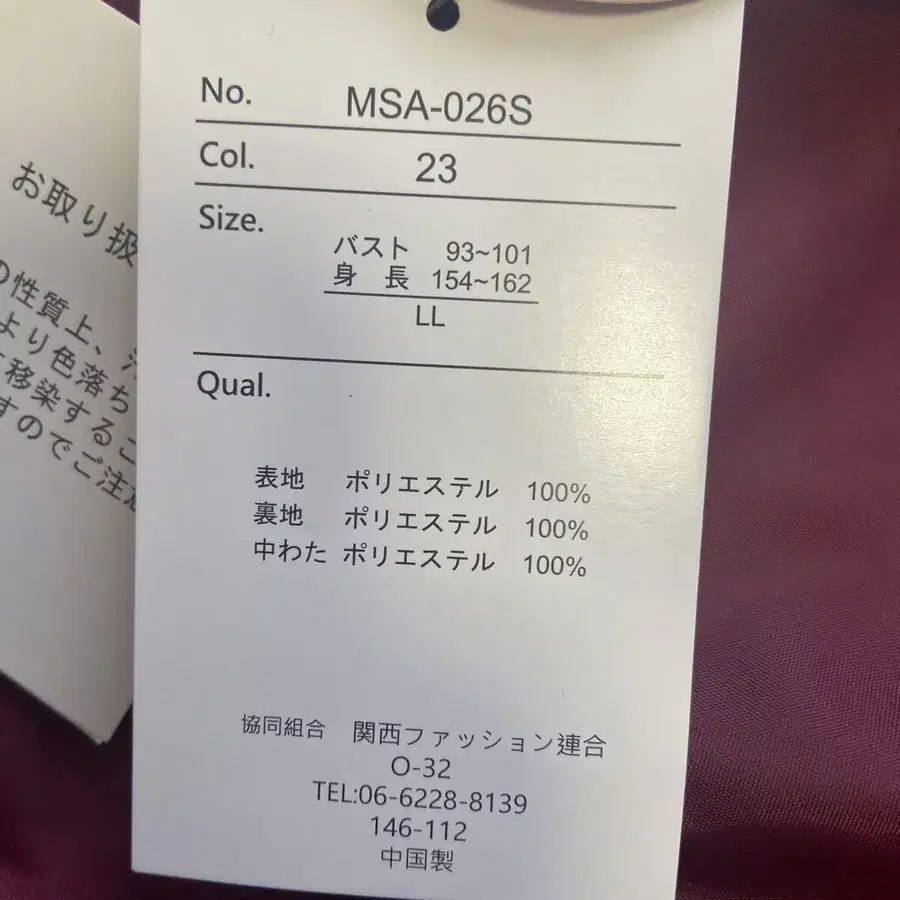 No. MSA-026S
Col. 23
Size.
バスト 93~101
身長 154~162
LL
Qual.
表地 ポリエステル 100%
裏地 ポリエステル 100%
中わた ポリエステル 100%
協同組合 関西ファッション連合
O-32
TEL:06-6228-8139
146-112
中国製
お取り扱
の性質上、
より色落ち
移染するこ
すのでご注意